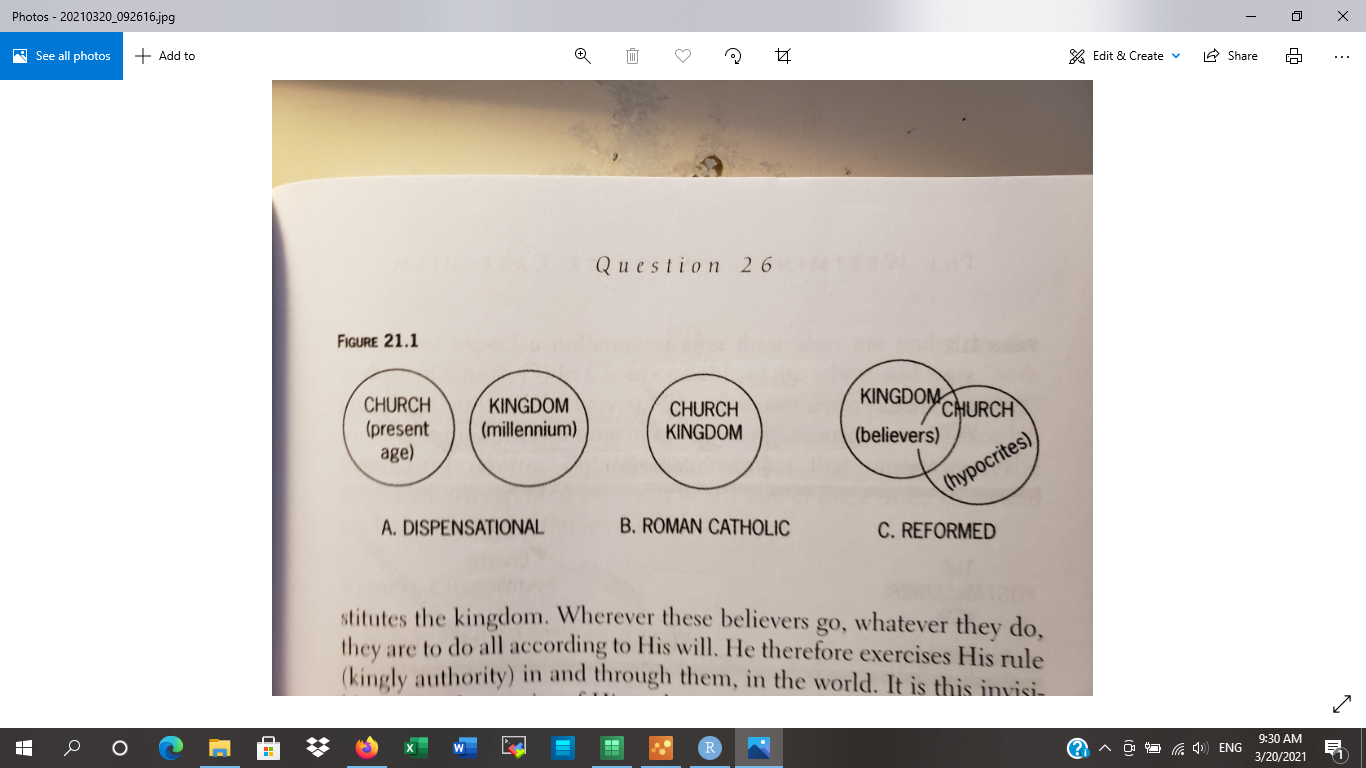 Photos - 20210320_092616.jpg
See all photos
Add to
Edit & Create
Share
Question 26
FIGURE 21.1
CHURCH
(present
age)
KINGDOM
(millennium)
CHURCH
KINGDOM
KINGDOM
(believers)
CHURCH
(hypocrites)
A. DISPENSATIONAL
B. ROMAN CATHOLIC
C. REFORMED
stitutes the kingdom. Wherever these believers go, whatever they do,
they are to do all according to His will. He therefore exercises His rule
(kingly authority) in and through them, in the world. It is this invisi-
R
ENG
9:30 AM
3/20/2021
1